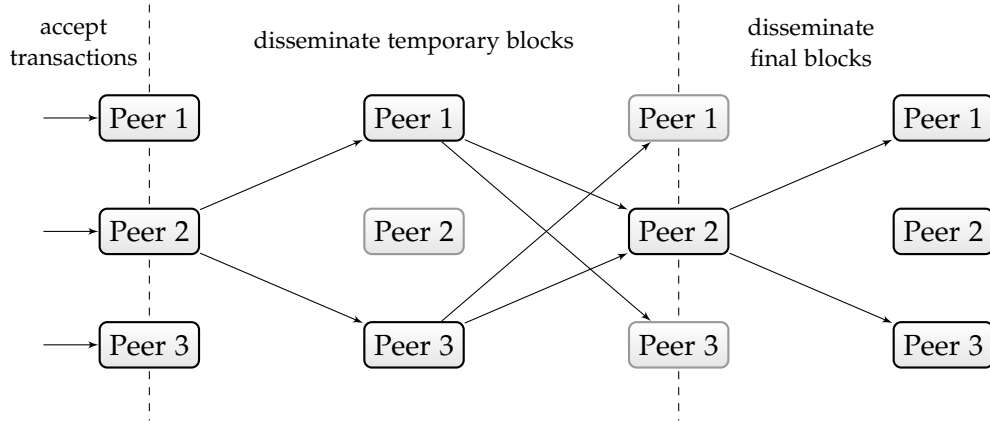 accept
transactions
disseminate temporary blocks
disseminate
final blocks
Peer 1
Peer 1
Peer 1
Peer 1
Peer 2
Peer 2
Peer 2
Peer 2
Peer 3
Peer 3
Peer 3
Peer 3